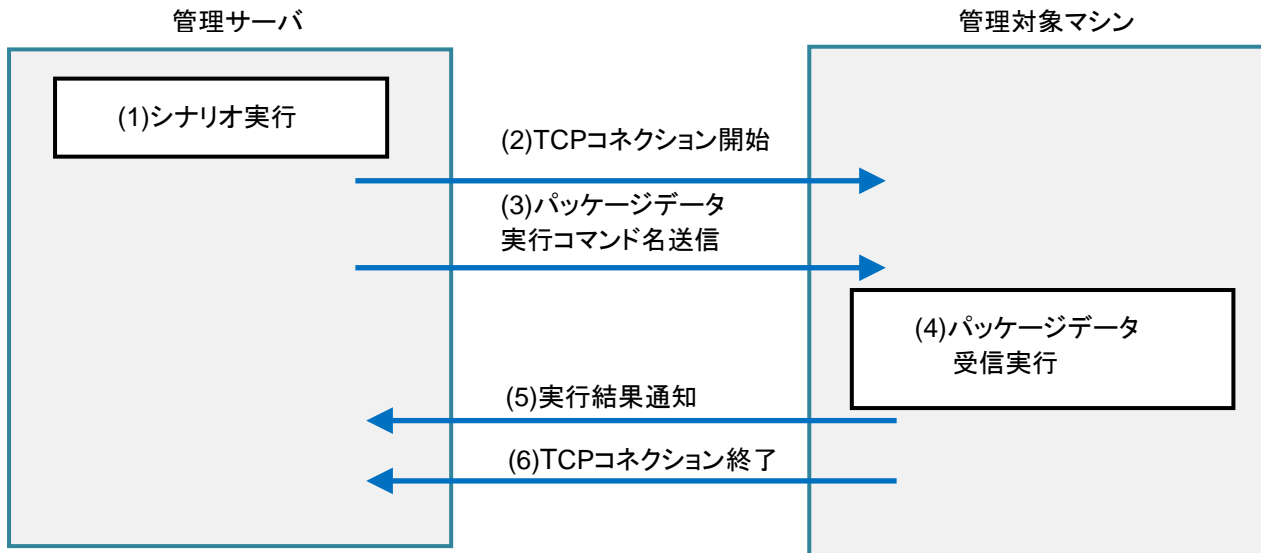 管理サーバ
管理対象マシン
(1)シナリオ実行
(2)TCPコネクション開始
(3)パッケージデータ
実行コマンド名送信
(4)パッケージデータ
受信実行
(5)実行結果通知
(6)TCPコネクション終了